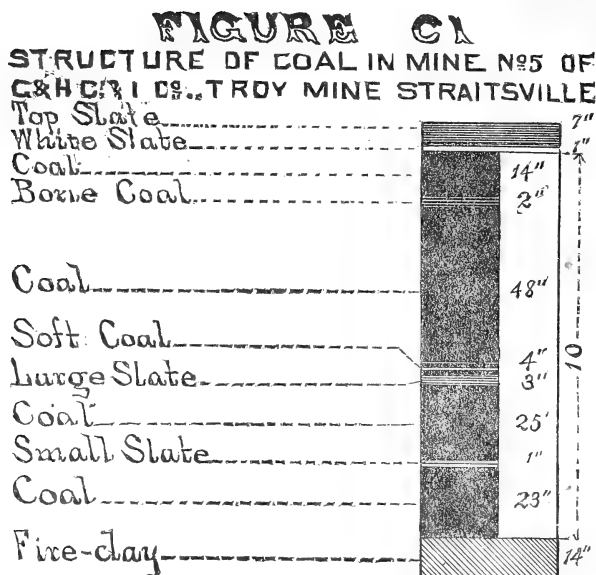 FIGURE CI
STRUCTURE OF COAL IN MINE Nº5 OF
C&H C.& I Cº.. TROY MINE STRAITSVILLE
Top Slate 7"
White Slate 1"
Coal 14"
Bone Coal 2"
Coal 48"
10
Soft Coal 4"
Large Slate 3"
Coal 25'
Small Slate 1"
Coal 23"
Fire-clay 14"